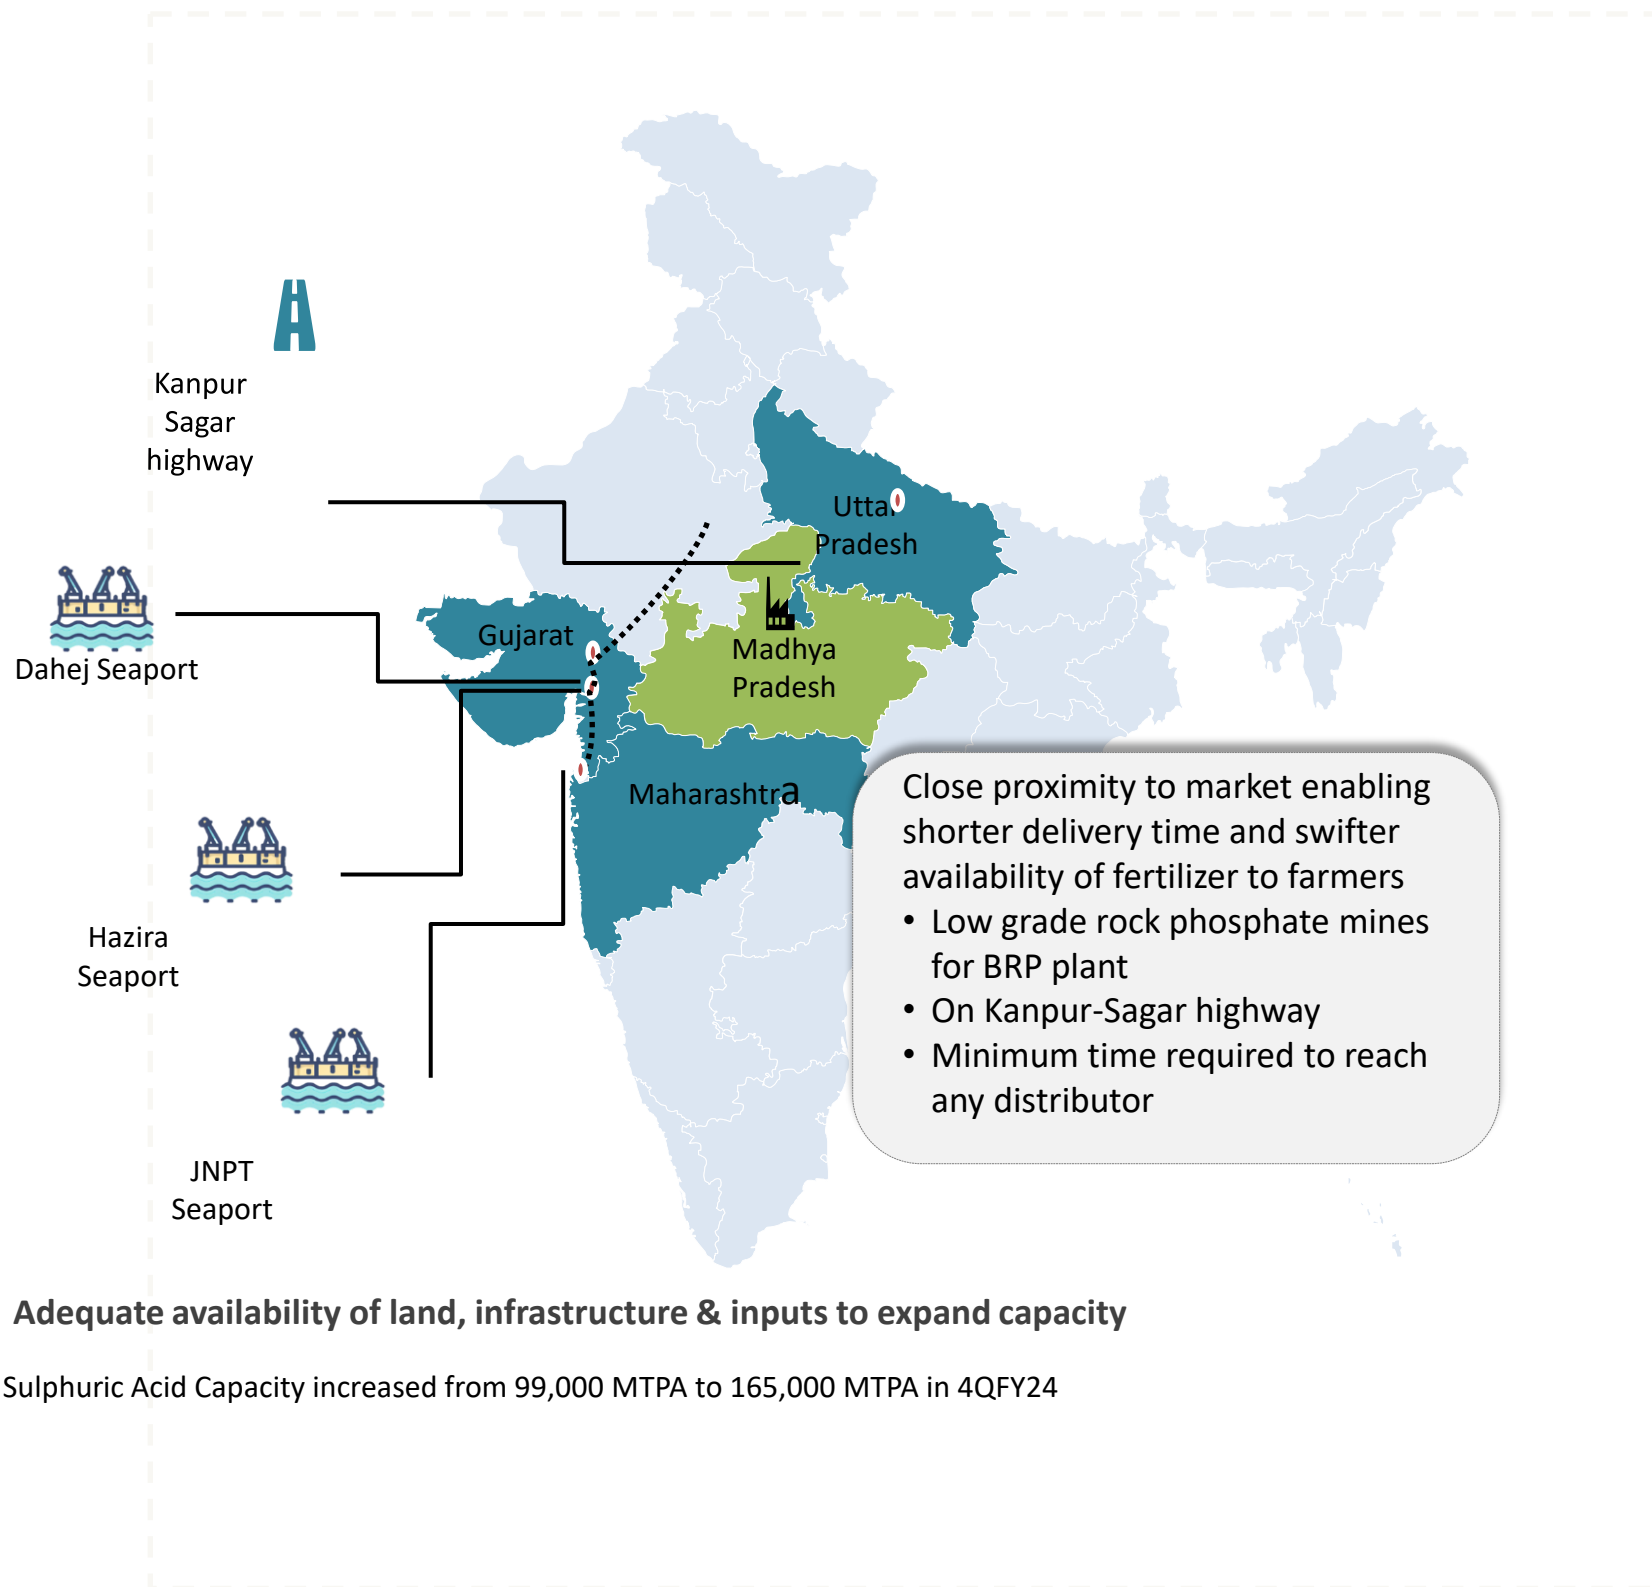 Kanpur
Sagar
highway
Uttar
Pradesh
Dahej Seaport
Gujarat
Madhya
Pradesh
Maharashtra
Hazira
Seaport
JNPT
Seaport
Close proximity to market enabling
shorter delivery time and swifter
availability of fertilizer to farmers
• Low grade rock phosphate mines
for BRP plant
• On Kanpur-Sagar highway
• Minimum time required to reach
any distributor
Adequate availability of land, infrastructure & inputs to expand capacity
Sulphuric Acid Capacity increased from 99,000 MTPA to 165,000 MTPA in 4QFY24